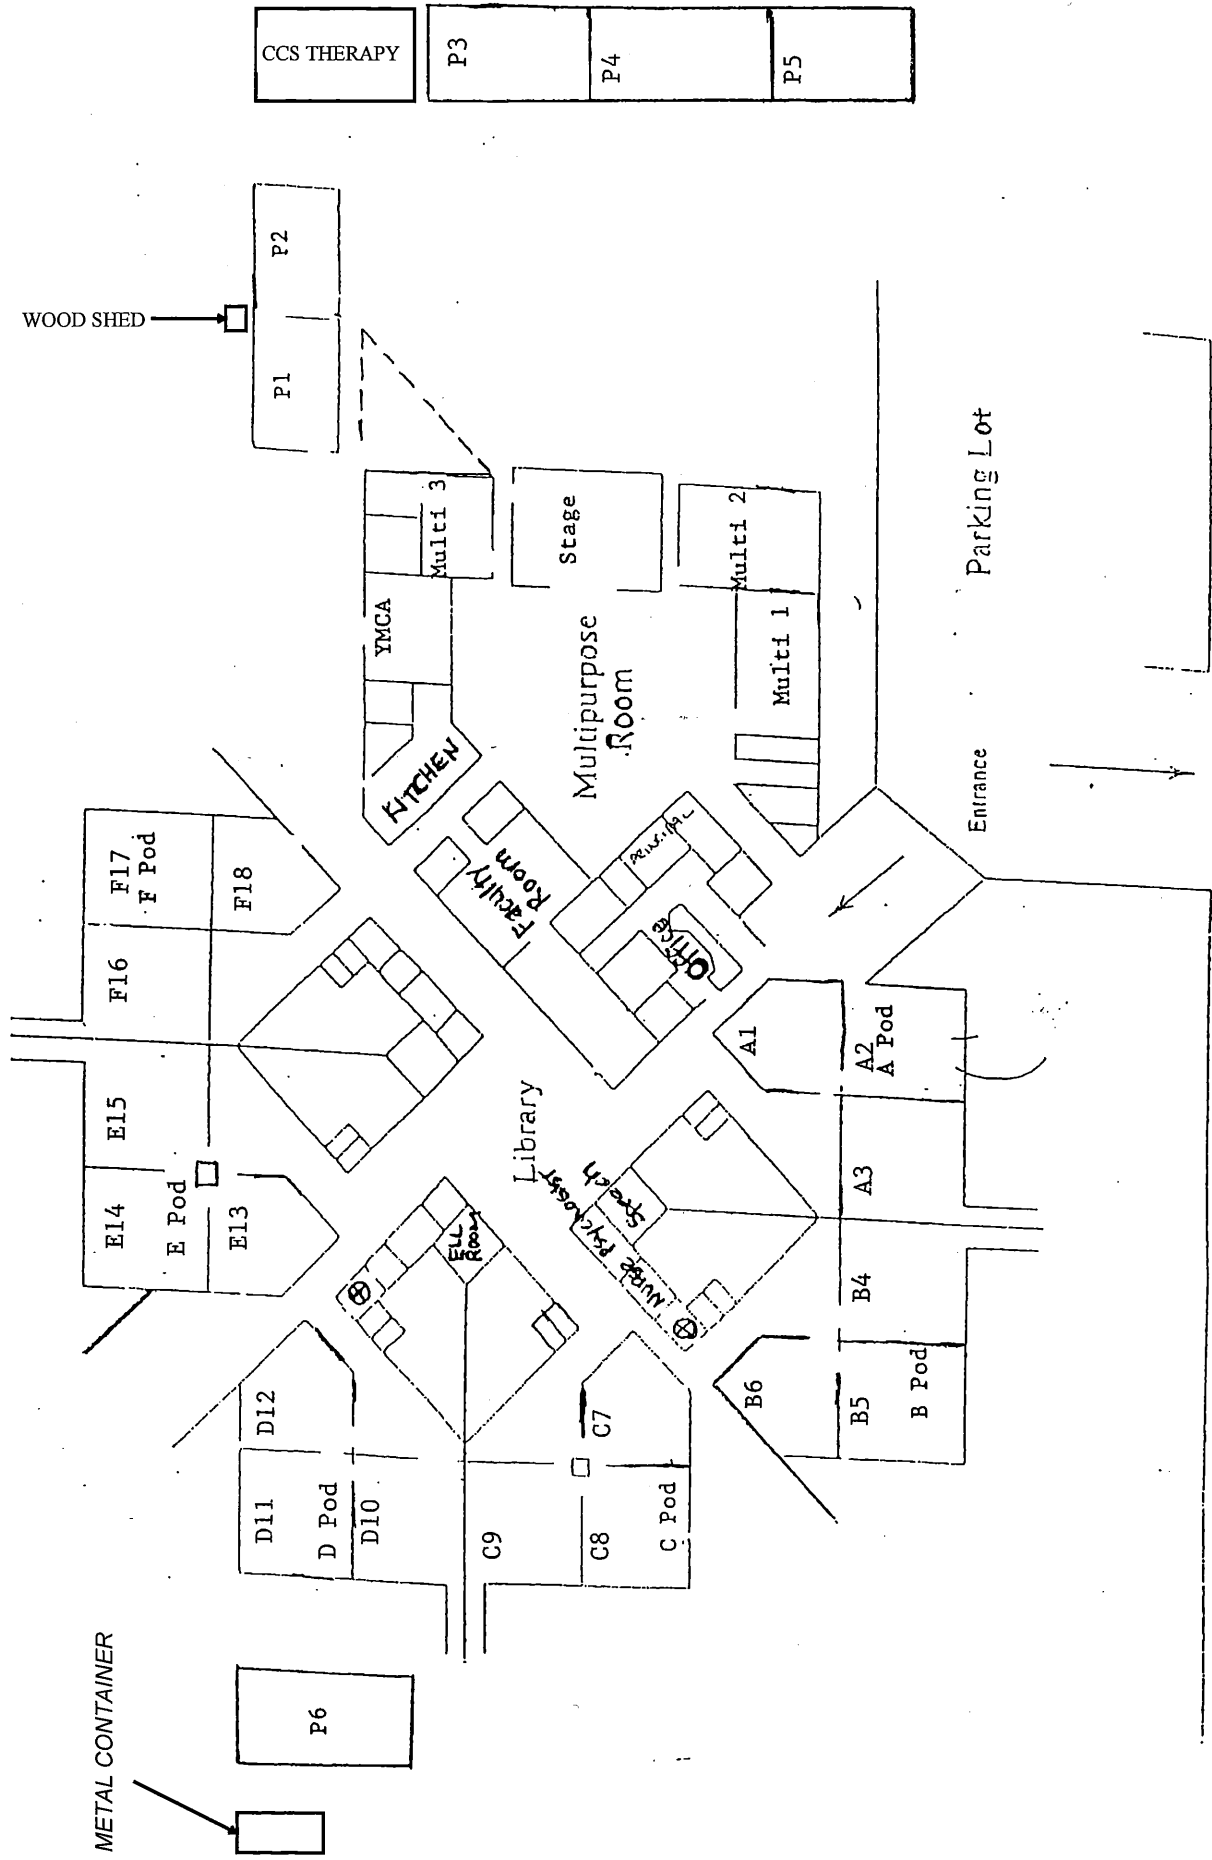 CCS THERAPY
P3
P4
P5
WOOD SHED
P1
P2
Multi 3
YMCA
KITCHEN
Stage
Multipurpose
Room
Multi 2
Multi 1
Parking Lot
Entrance
PRINCIPAL
Faculty
Room
Office
F17
F Pod
F18
F16
E15
E14
E Pod
E13
Library
A1
A2
A Pod
A3
Speech
PSYCHOLOGIST
NURSE
ELL
ROOM
B4
B5
B Pod
B6
C7
C8
C Pod
C9
D10
D Pod
D11
D12
P6
METAL CONTAINER